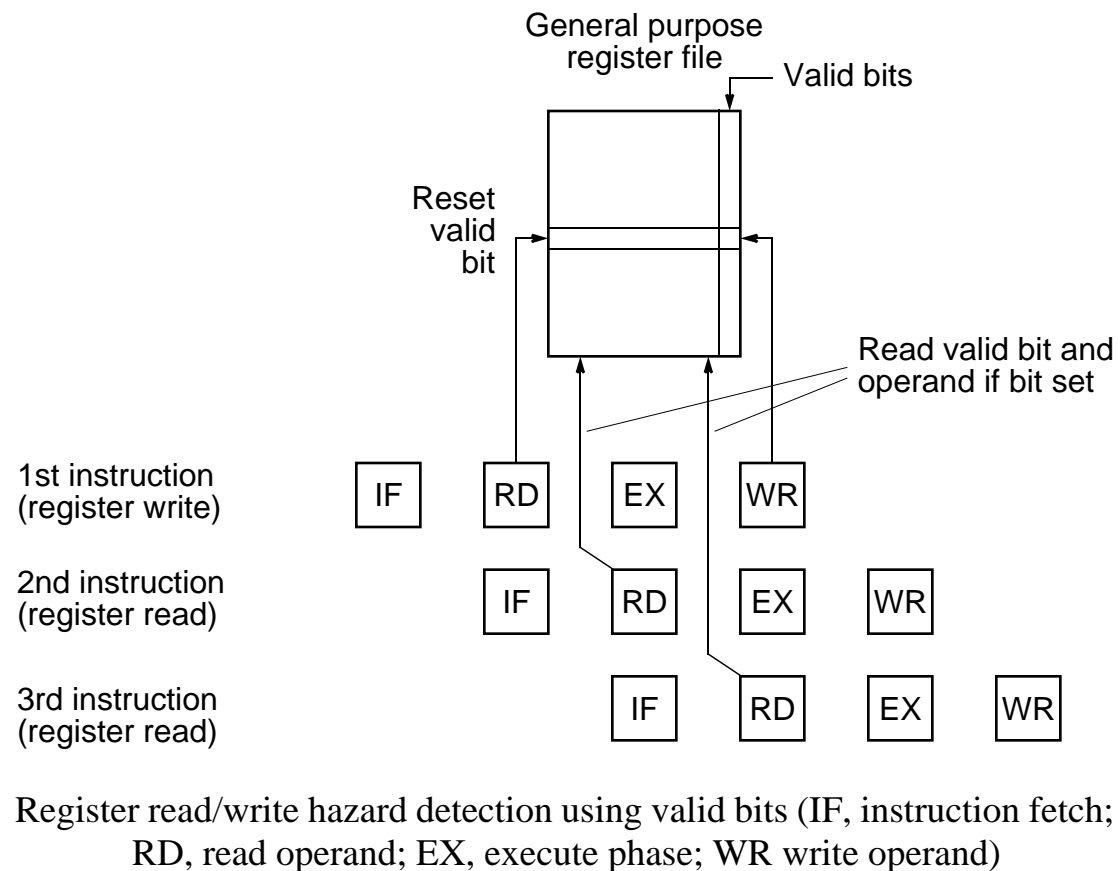 General purpose
register file
Valid bits
Reset
valid
bit
Read valid bit and
operand if bit set
1st instruction
(register write)
IF RD EX WR
2nd instruction
(register read)
IF RD EX WR
3rd instruction
(register read)
IF RD EX WR
Register read/write hazard detection using valid bits (IF, instruction fetch;
RD, read operand; EX, execute phase; WR write operand)